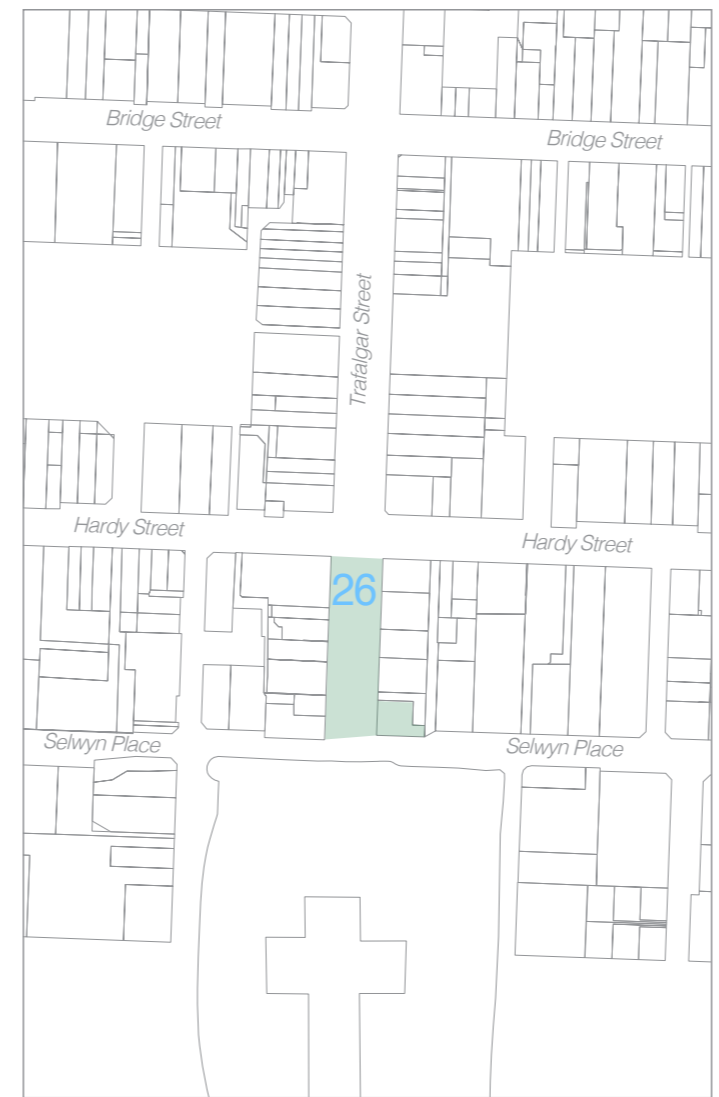 Bridge Street
Bridge Street
Trafalgar Street
Hardy Street
Hardy Street
26
Selwyn Place
Selwyn Place